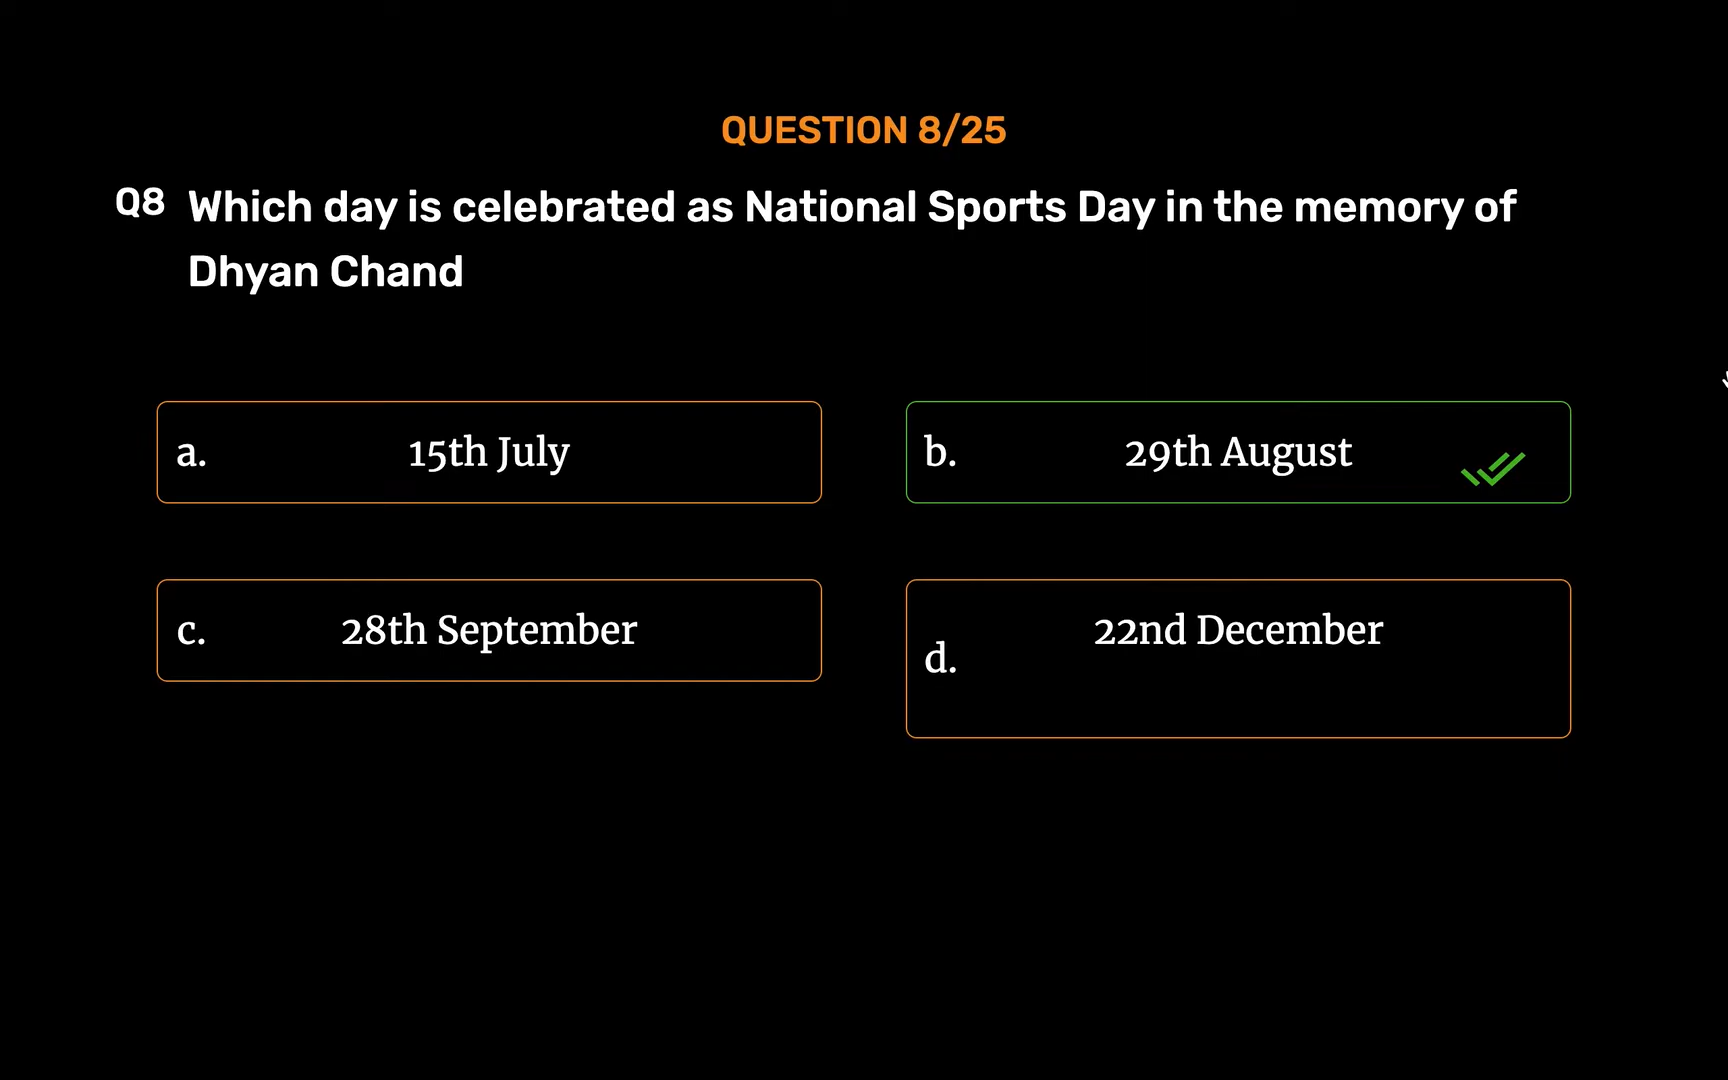 QUESTION 8/25
Q8 Which day is celebrated as National Sports Day in the memory of
Dhyan Chand
a. 15th July
b. 29th August
c. 28th September
d. 22nd December